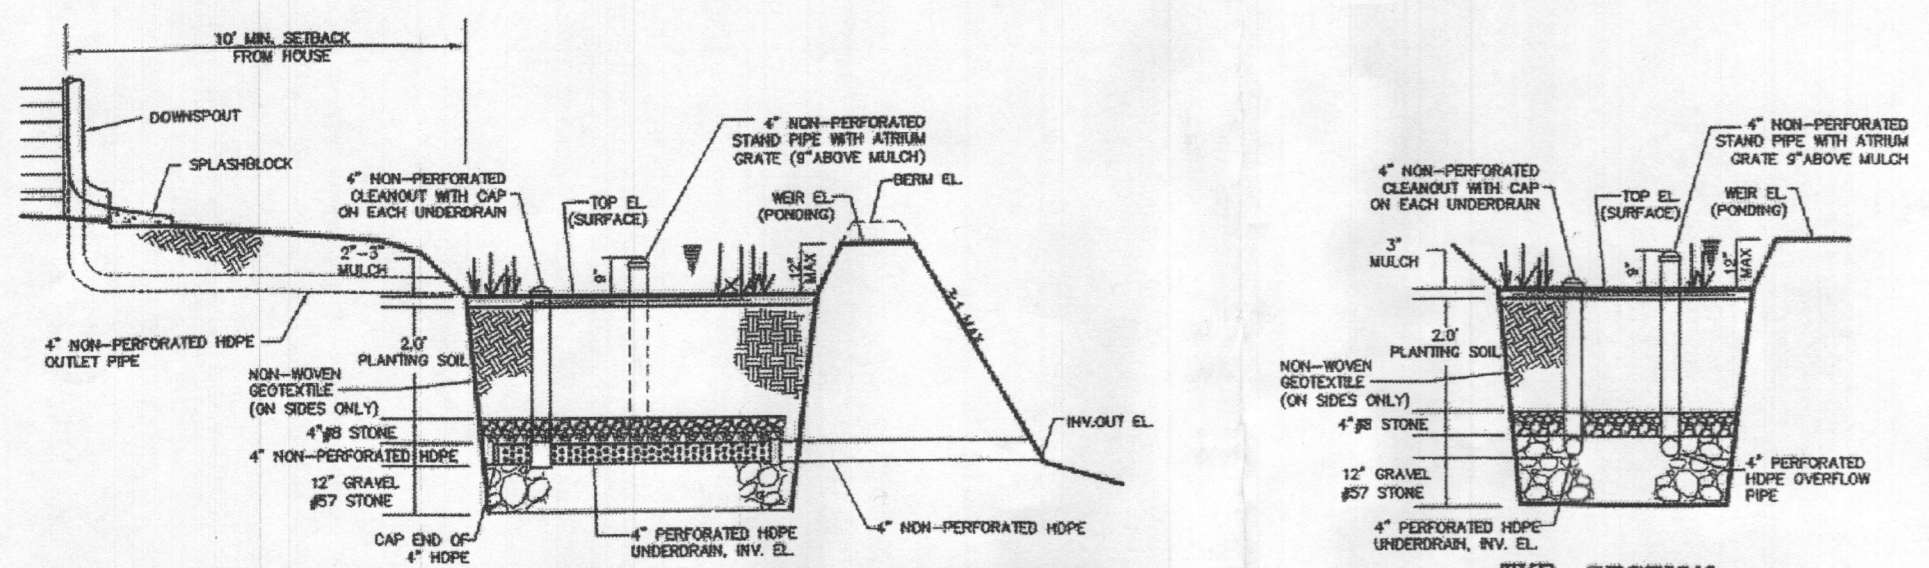 10' MIN. SETBACK
FROM HOUSE
DOWNSPOUT
SPLASHBLOCK
4" NON-PERFORATED
CLEANOUT WITH CAP
ON EACH UNDERDRAIN
TOP EL.
(SURFACE)
4" NON-PERFORATED
STAND PIPE WITH ATRIUM
GRATE (9"ABOVE MULCH)
WEIR EL.
(PONDING)
BERM EL.
2"-3"
MULCH
9"
12"
MAX
2:1 MAX.
4" NON-PERFORATED HDPE
OUTLET PIPE
2.0'
PLANTING SOIL
NON-WOVEN
GEOTEXTILE
(ON SIDES ONLY)
4"#8 STONE
4" NON-PERFORATED HDPE
12" GRAVEL
#57 STONE
CAP END OF
4" HDPE
4" PERFORATED HDPE
UNDERDRAIN, INV. EL.
4" NON-PERFORATED HDPE
INV.OUT EL.
4" NON-PERFORATED
CLEANOUT WITH CAP
ON EACH UNDERDRAIN
TOP EL.
(SURFACE)
4" NON-PERFORATED
STAND PIPE WITH ATRIUM
GRATE 9"ABOVE MULCH
WEIR EL.
(PONDING)
3"
MULCH
9"
12"
MAX
2.0'
PLANTING SOIL
NON-WOVEN
GEOTEXTILE
(ON SIDES ONLY)
4"#8 STONE
12" GRAVEL
#57 STONE
4" PERFORATED
HDPE OVERFLOW
PIPE
4" PERFORATED HDPE
UNDERDRAIN, INV. EL.